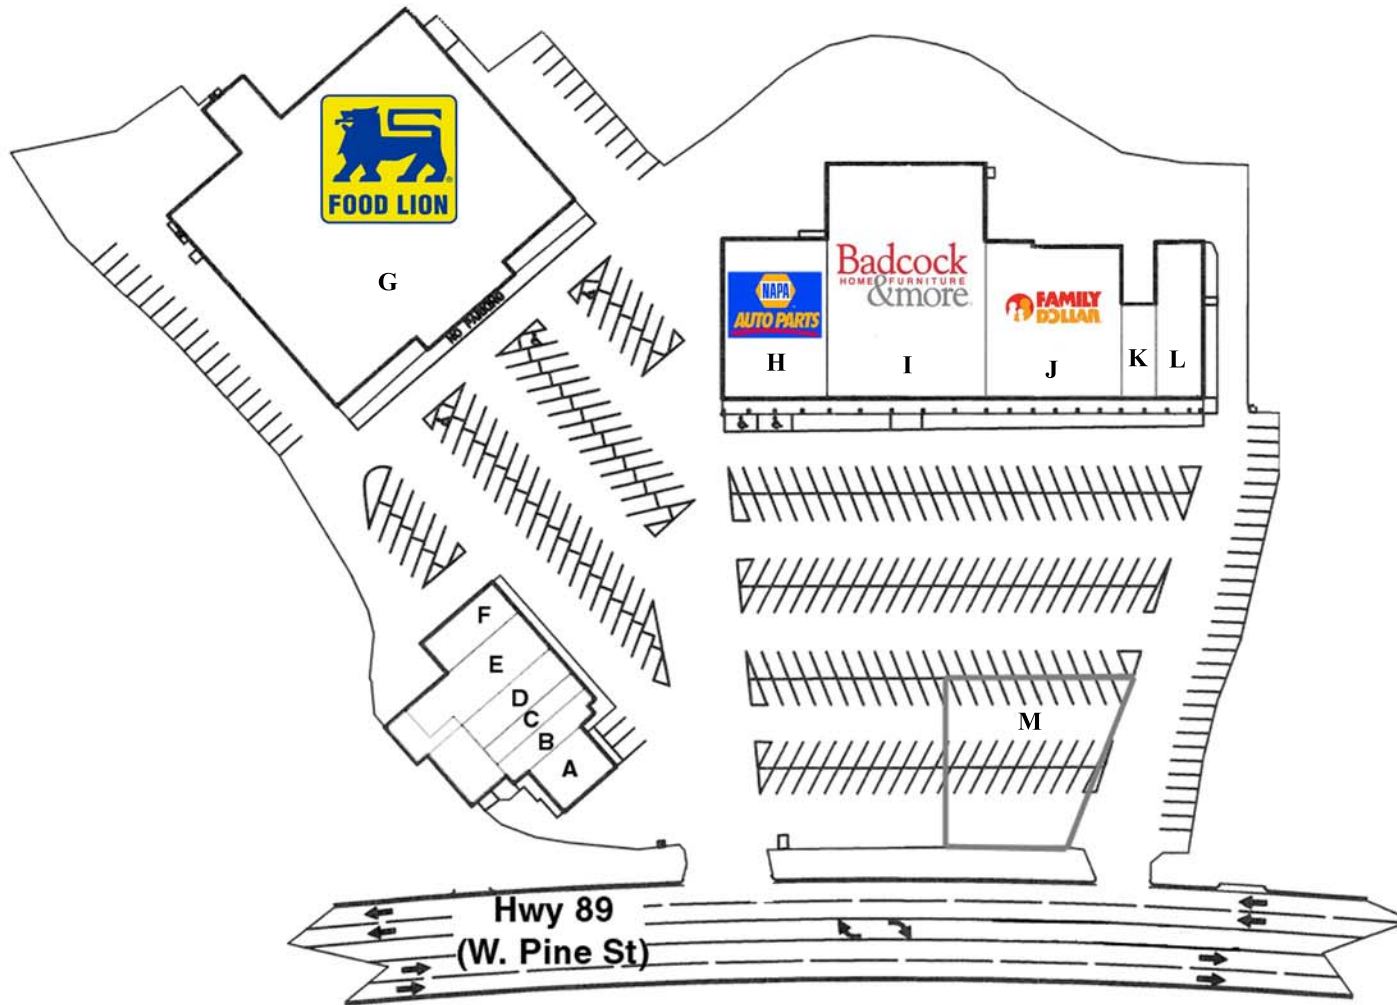 FOOD LION
G
NO PARKING
NAPA
AUTO PARTS
H
Badcock
HOME FURNITURE
&more
I
FAMILY
DOLLAR
J
K
L
F
E
D
C
B
A
M
Hwy 89
(W. Pine St)